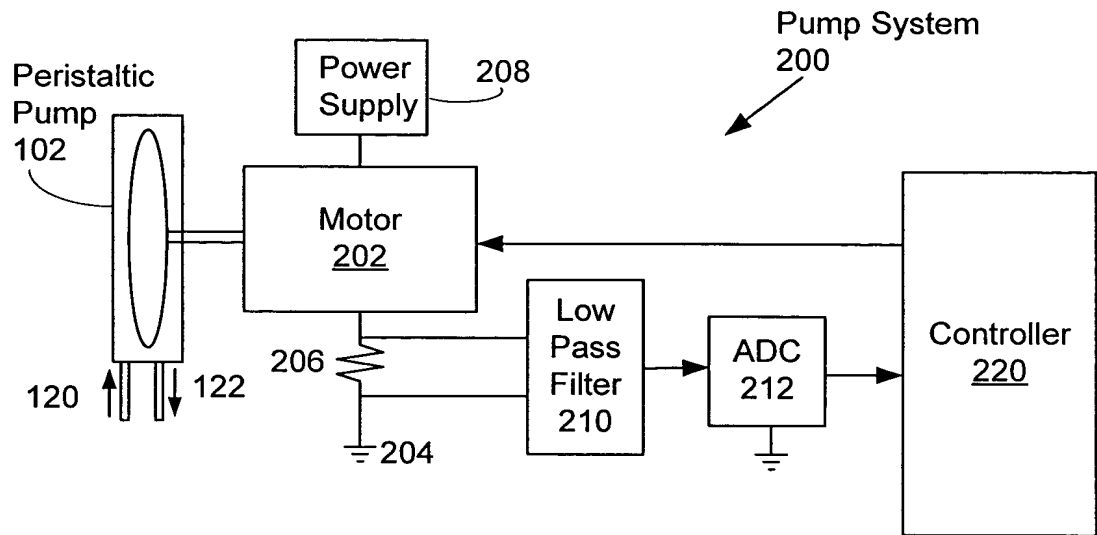 Pump System
200
Peristaltic
Pump
102
Power
Supply
208
Motor
202
Low
Pass
Filter
210
ADC
212
Controller
220
206
204
120
122